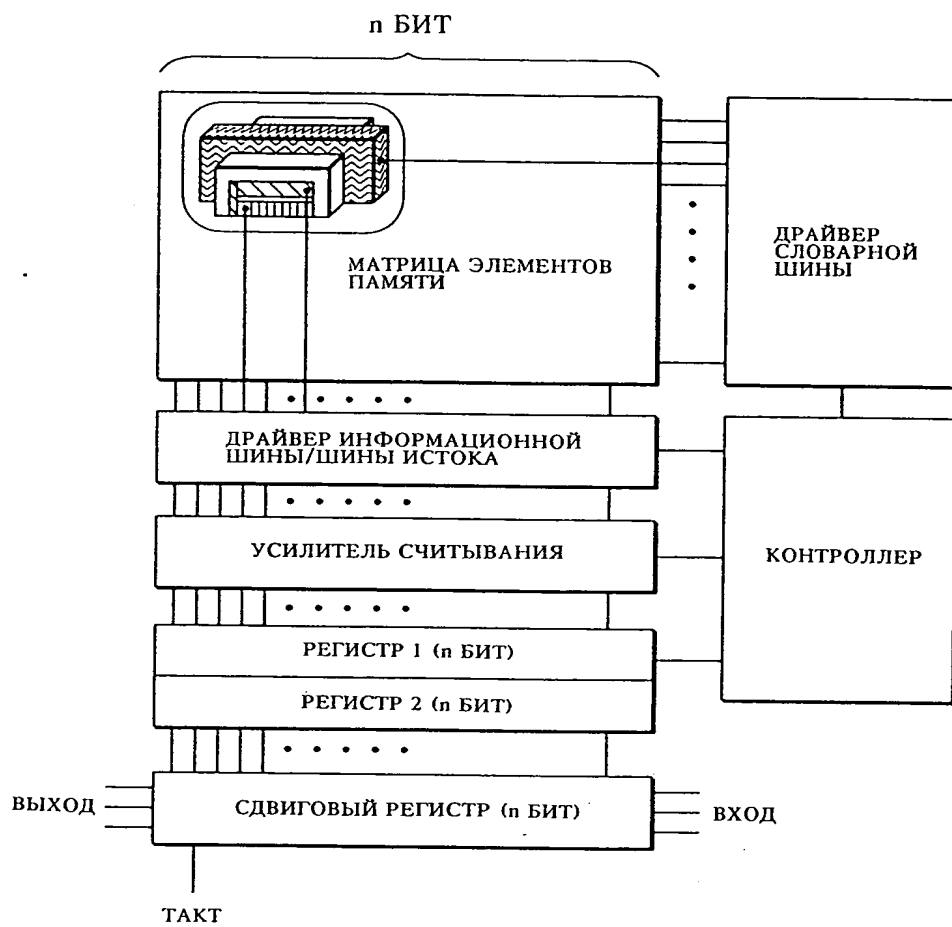 n БИТ
МАТРИЦА ЭЛЕМЕНТОВ
ПАМЯТИ
ДРАЙВЕР
СЛОВАРНОЙ
ШИНЫ
ДРАЙВЕР ИНФОРМАЦИОННОЙ
ШИНЫ/ШИНЫ ИСТОКА
УСИЛИТЕЛЬ СЧИТЫВАНИЯ
КОНТРОЛЛЕР
РЕГИСТР 1 (n БИТ)
РЕГИСТР 2 (n БИТ)
ВЫХОД
СДВИГОВЫЙ РЕГИСТР (n БИТ)
ВХОД
ТАКТ